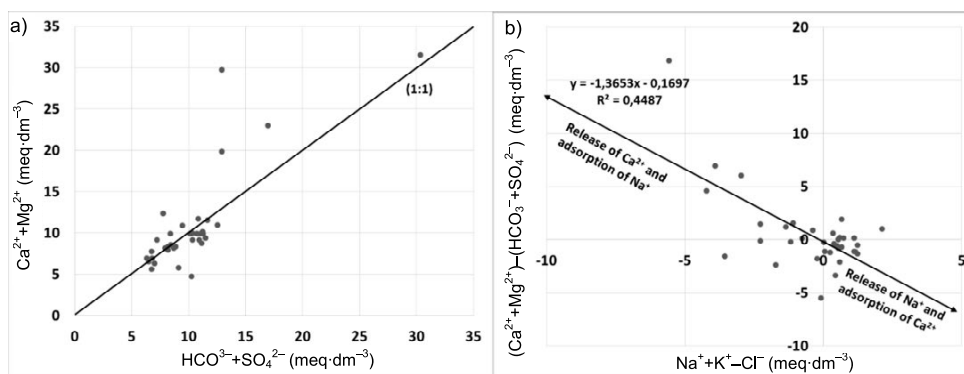 a)
35
30
25
20
15
10
5
0
0 5 10 15 20 25 30 35
(1:1)
Ca²⁺+Mg²⁺ (meq·dm⁻³)
HCO³⁻+SO₄²⁻ (meq·dm⁻³)
b)
20
15
10
5
0
-5
-10
-10 -5 0 5
y = -1,3653x - 0,1697
R² = 0,4487
Release of Ca²⁺ and
adsorption of Na⁺
Release of Na⁺ and
adsorption of Ca²⁺
(Ca²⁺+Mg²⁺)–(HCO₃⁻+SO₄²⁻) (meq·dm⁻³)
Na⁺+K⁺–Cl⁻ (meq·dm⁻³)